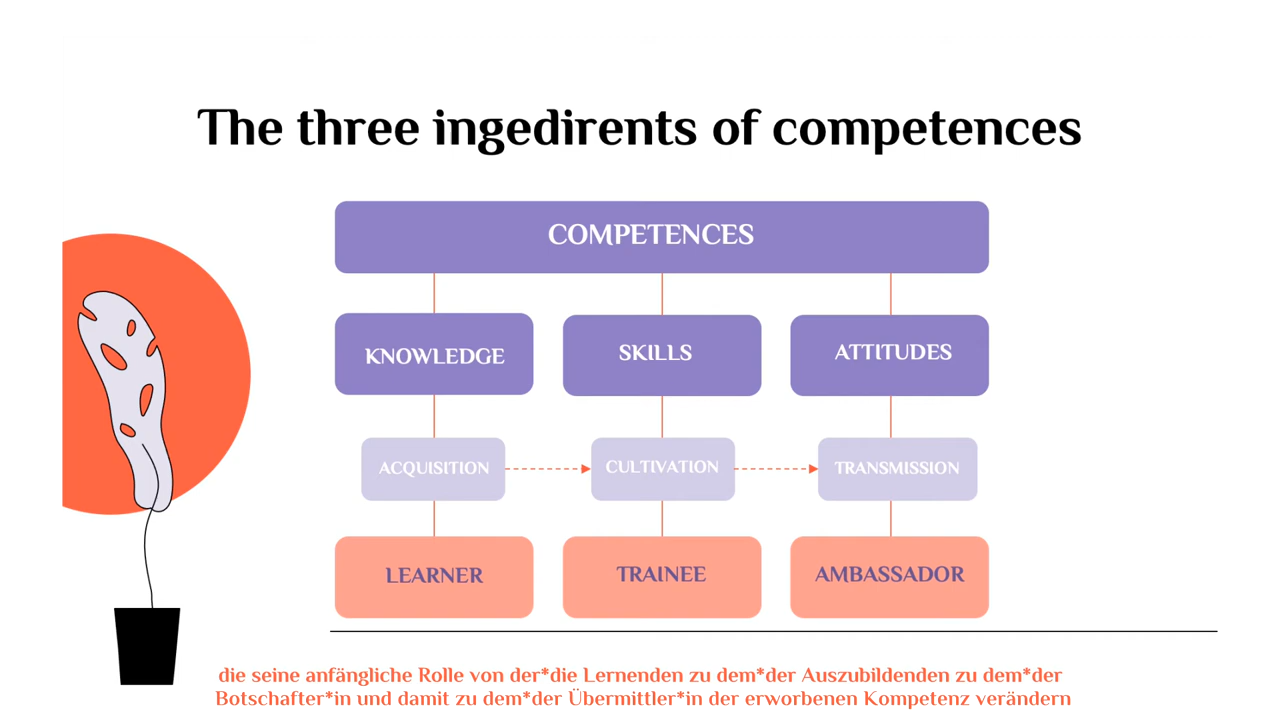 The three ingedirents of competences
COMPETENCES
KNOWLEDGE
SKILLS
ATTITUDES
ACQUISITION
CULTIVATION
TRANSMISSION
LEARNER
TRAINEE
AMBASSADOR
die seine anfängliche Rolle von der*die Lernenden zu dem*der Auszubildenden zu dem*der
Botschafter*in und damit zu dem*der Übermittler*in der erworbenen Kompetenz verändern